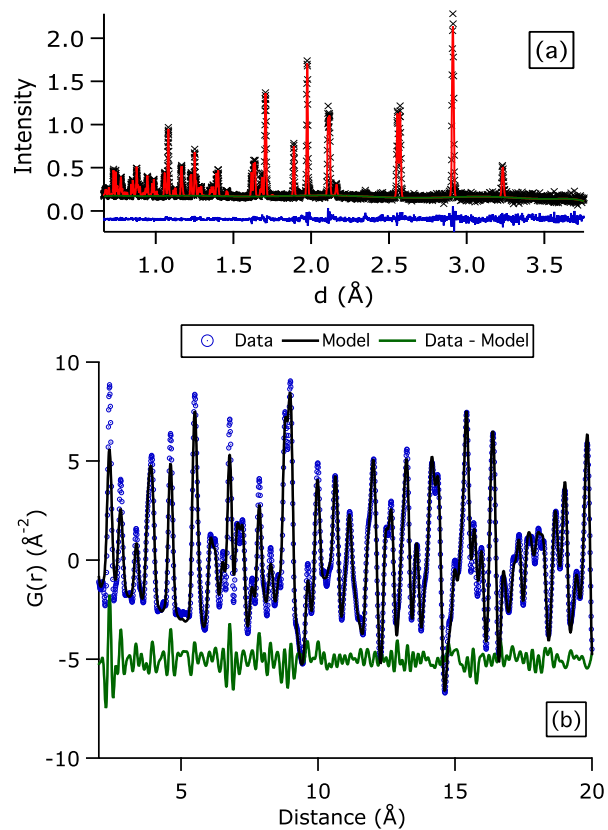 (a)
Intensity
2.0
1.5
1.0
0.5
0.0
1.0 1.5 2.0 2.5 3.0 3.5
d (Å)
Data Model Data - Model
G(r) (Å⁻²)
10
5
0
-5
-10
(b)
5 10 15 20
Distance (Å)